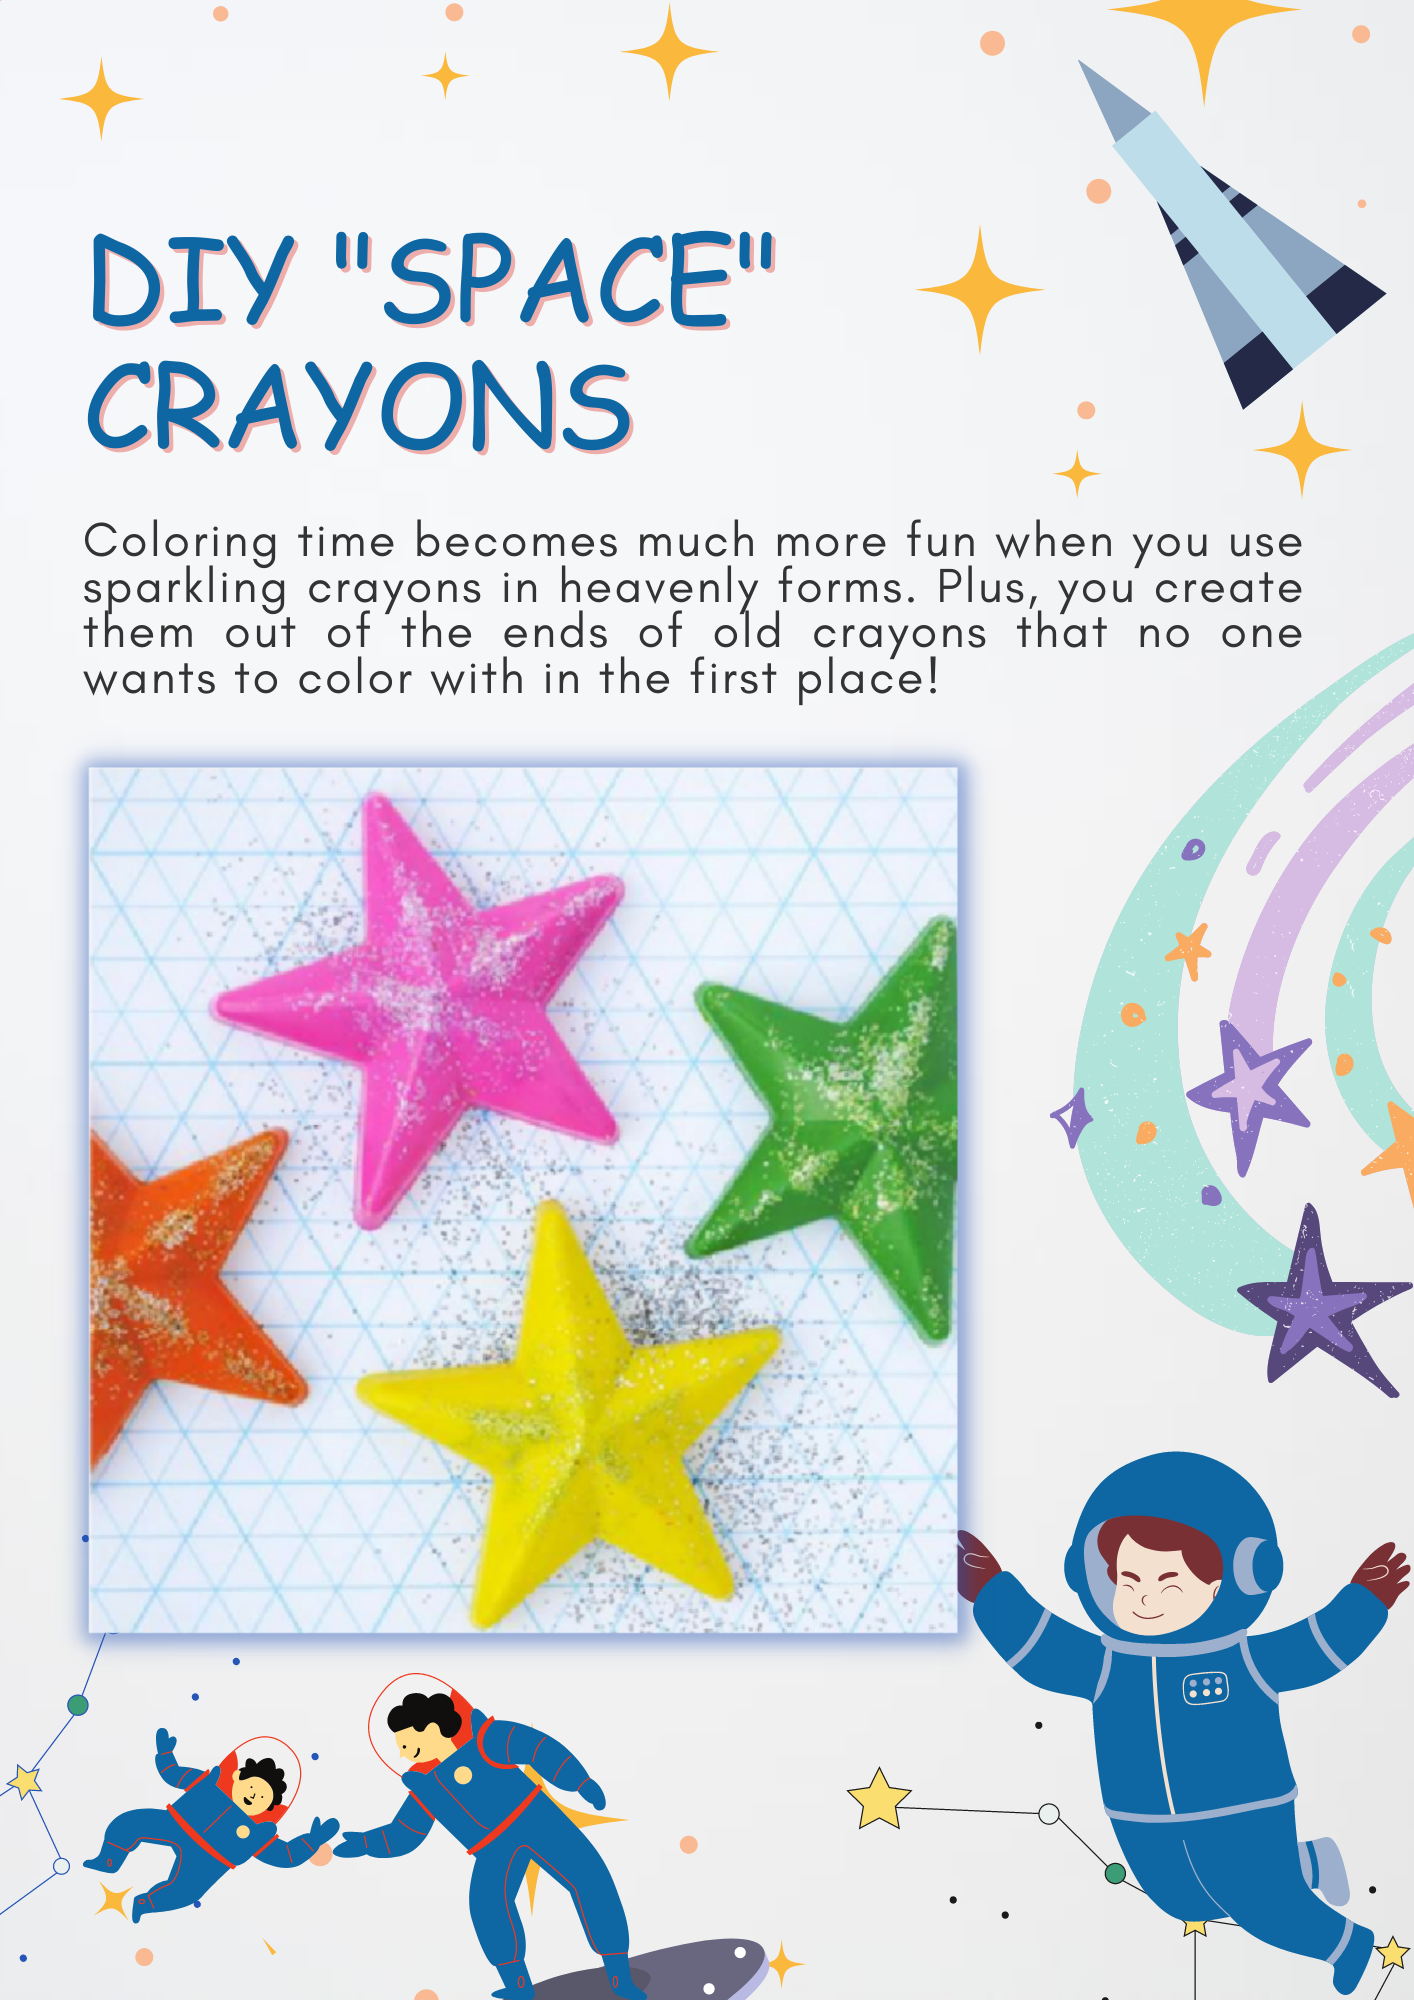 DIY "SPACE"
CRAYONS
Coloring time becomes much more fun when you use
sparkling crayons in heavenly forms. Plus, you create
them out of the ends of old crayons that no one
wants to color with in the first place!